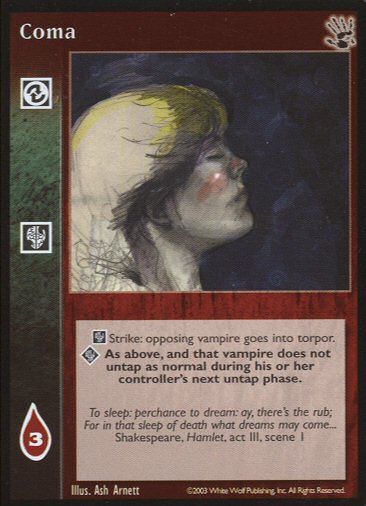 Coma
Strike: opposing vampire goes into torpor.
As above, and that vampire does not
untap as normal during his or her
controller's next untap phase.
To sleep: perchance to dream: ay, there's the rub;
For in that sleep of death what dreams may come...
Shakespeare, Hamlet, act III, scene 1
3
Illus. Ash Arnett
©2003 White Wolf Publishing, Inc. All Rights Reserved.